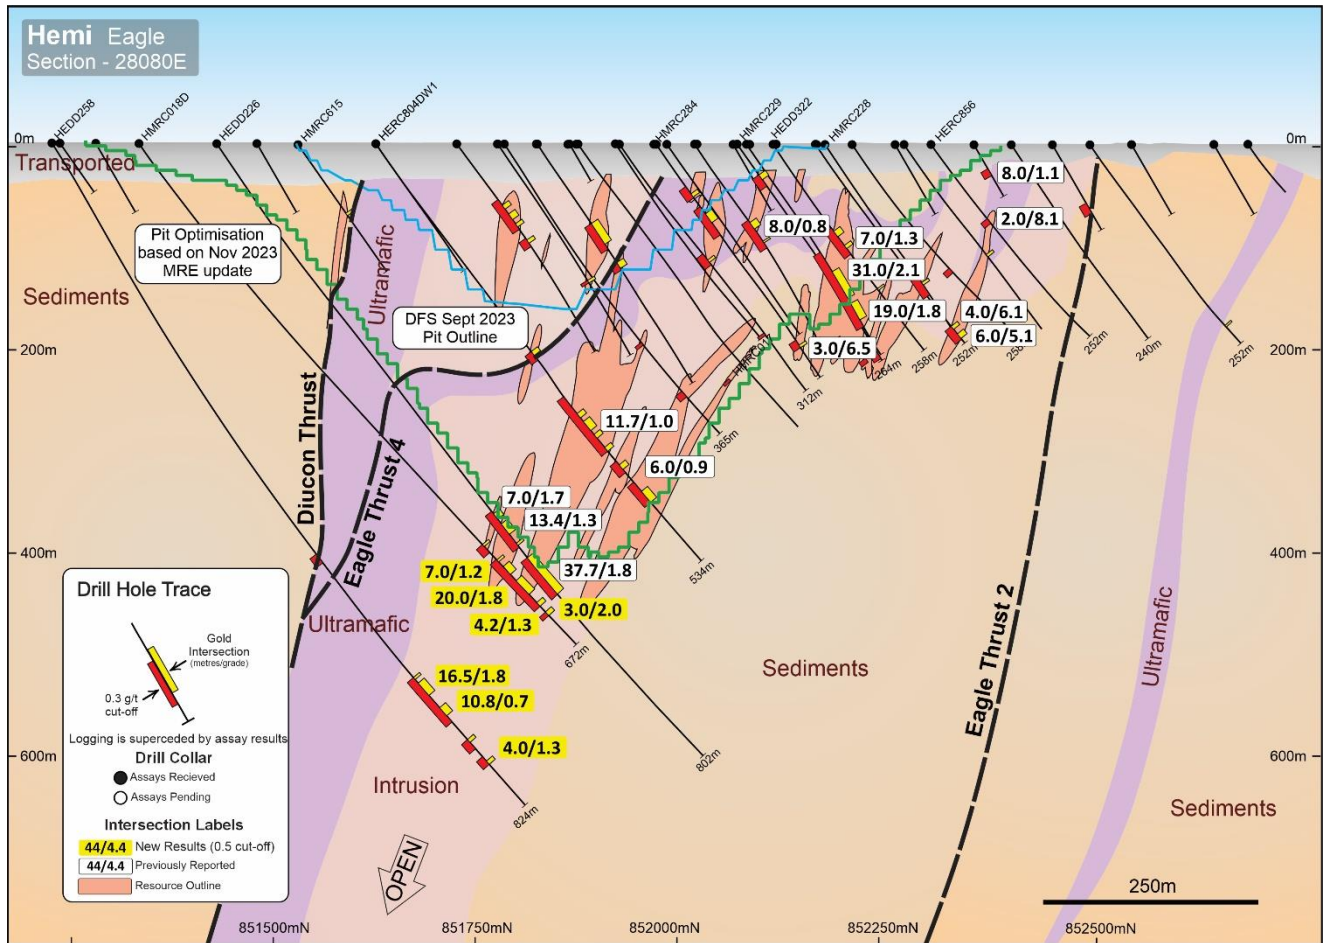 Hemi Eagle
Section - 28080E
HEDD258
HMRC018D
HEDD226
HMRC615
HERC804DW1
HMRC284
HMRC229
HEDD322
HMRC228
HERC856
0m
0m
Transported
8.0/1.1
2.0/8.1
8.0/0.8
7.0/1.3
Pit Optimisation
based on Nov 2023
MRE update
Ultramafic
31.0/2.1
Sediments
19.0/1.8
4.0/6.1
DFS Sept 2023
Pit Outline
6.0/5.1
3.0/6.5
200m
200m
264m
258m
252m
258
252m
240m
252m
312m
365m
Diucon Thrust
Eagle Thrust 4
11.7/1.0
6.0/0.9
7.0/1.7
13.4/1.3
400m
400m
534m
7.0/1.2
37.7/1.8
20.0/1.8
3.0/2.0
4.2/1.3
Ultramafic
672m
Eagle Thrust 2
Ultramafic
Sediments
16.5/1.8
10.8/0.7
4.0/1.3
600m
600m
802m
Intrusion
824m
Sediments
OPEN
Drill Hole Trace
Gold
Intersection
(metres/grade)
0.3 g/t
cut-off
Logging is superceded by assay results
Drill Collar
Assays Recieved
Assays Pending
Intersection Labels
44/4.4 New Results (0.5 cut-off)
44/4.4 Previously Reported
Resource Outline
250m
851500mN
851750mN
852000mN
852250mN
852500mN